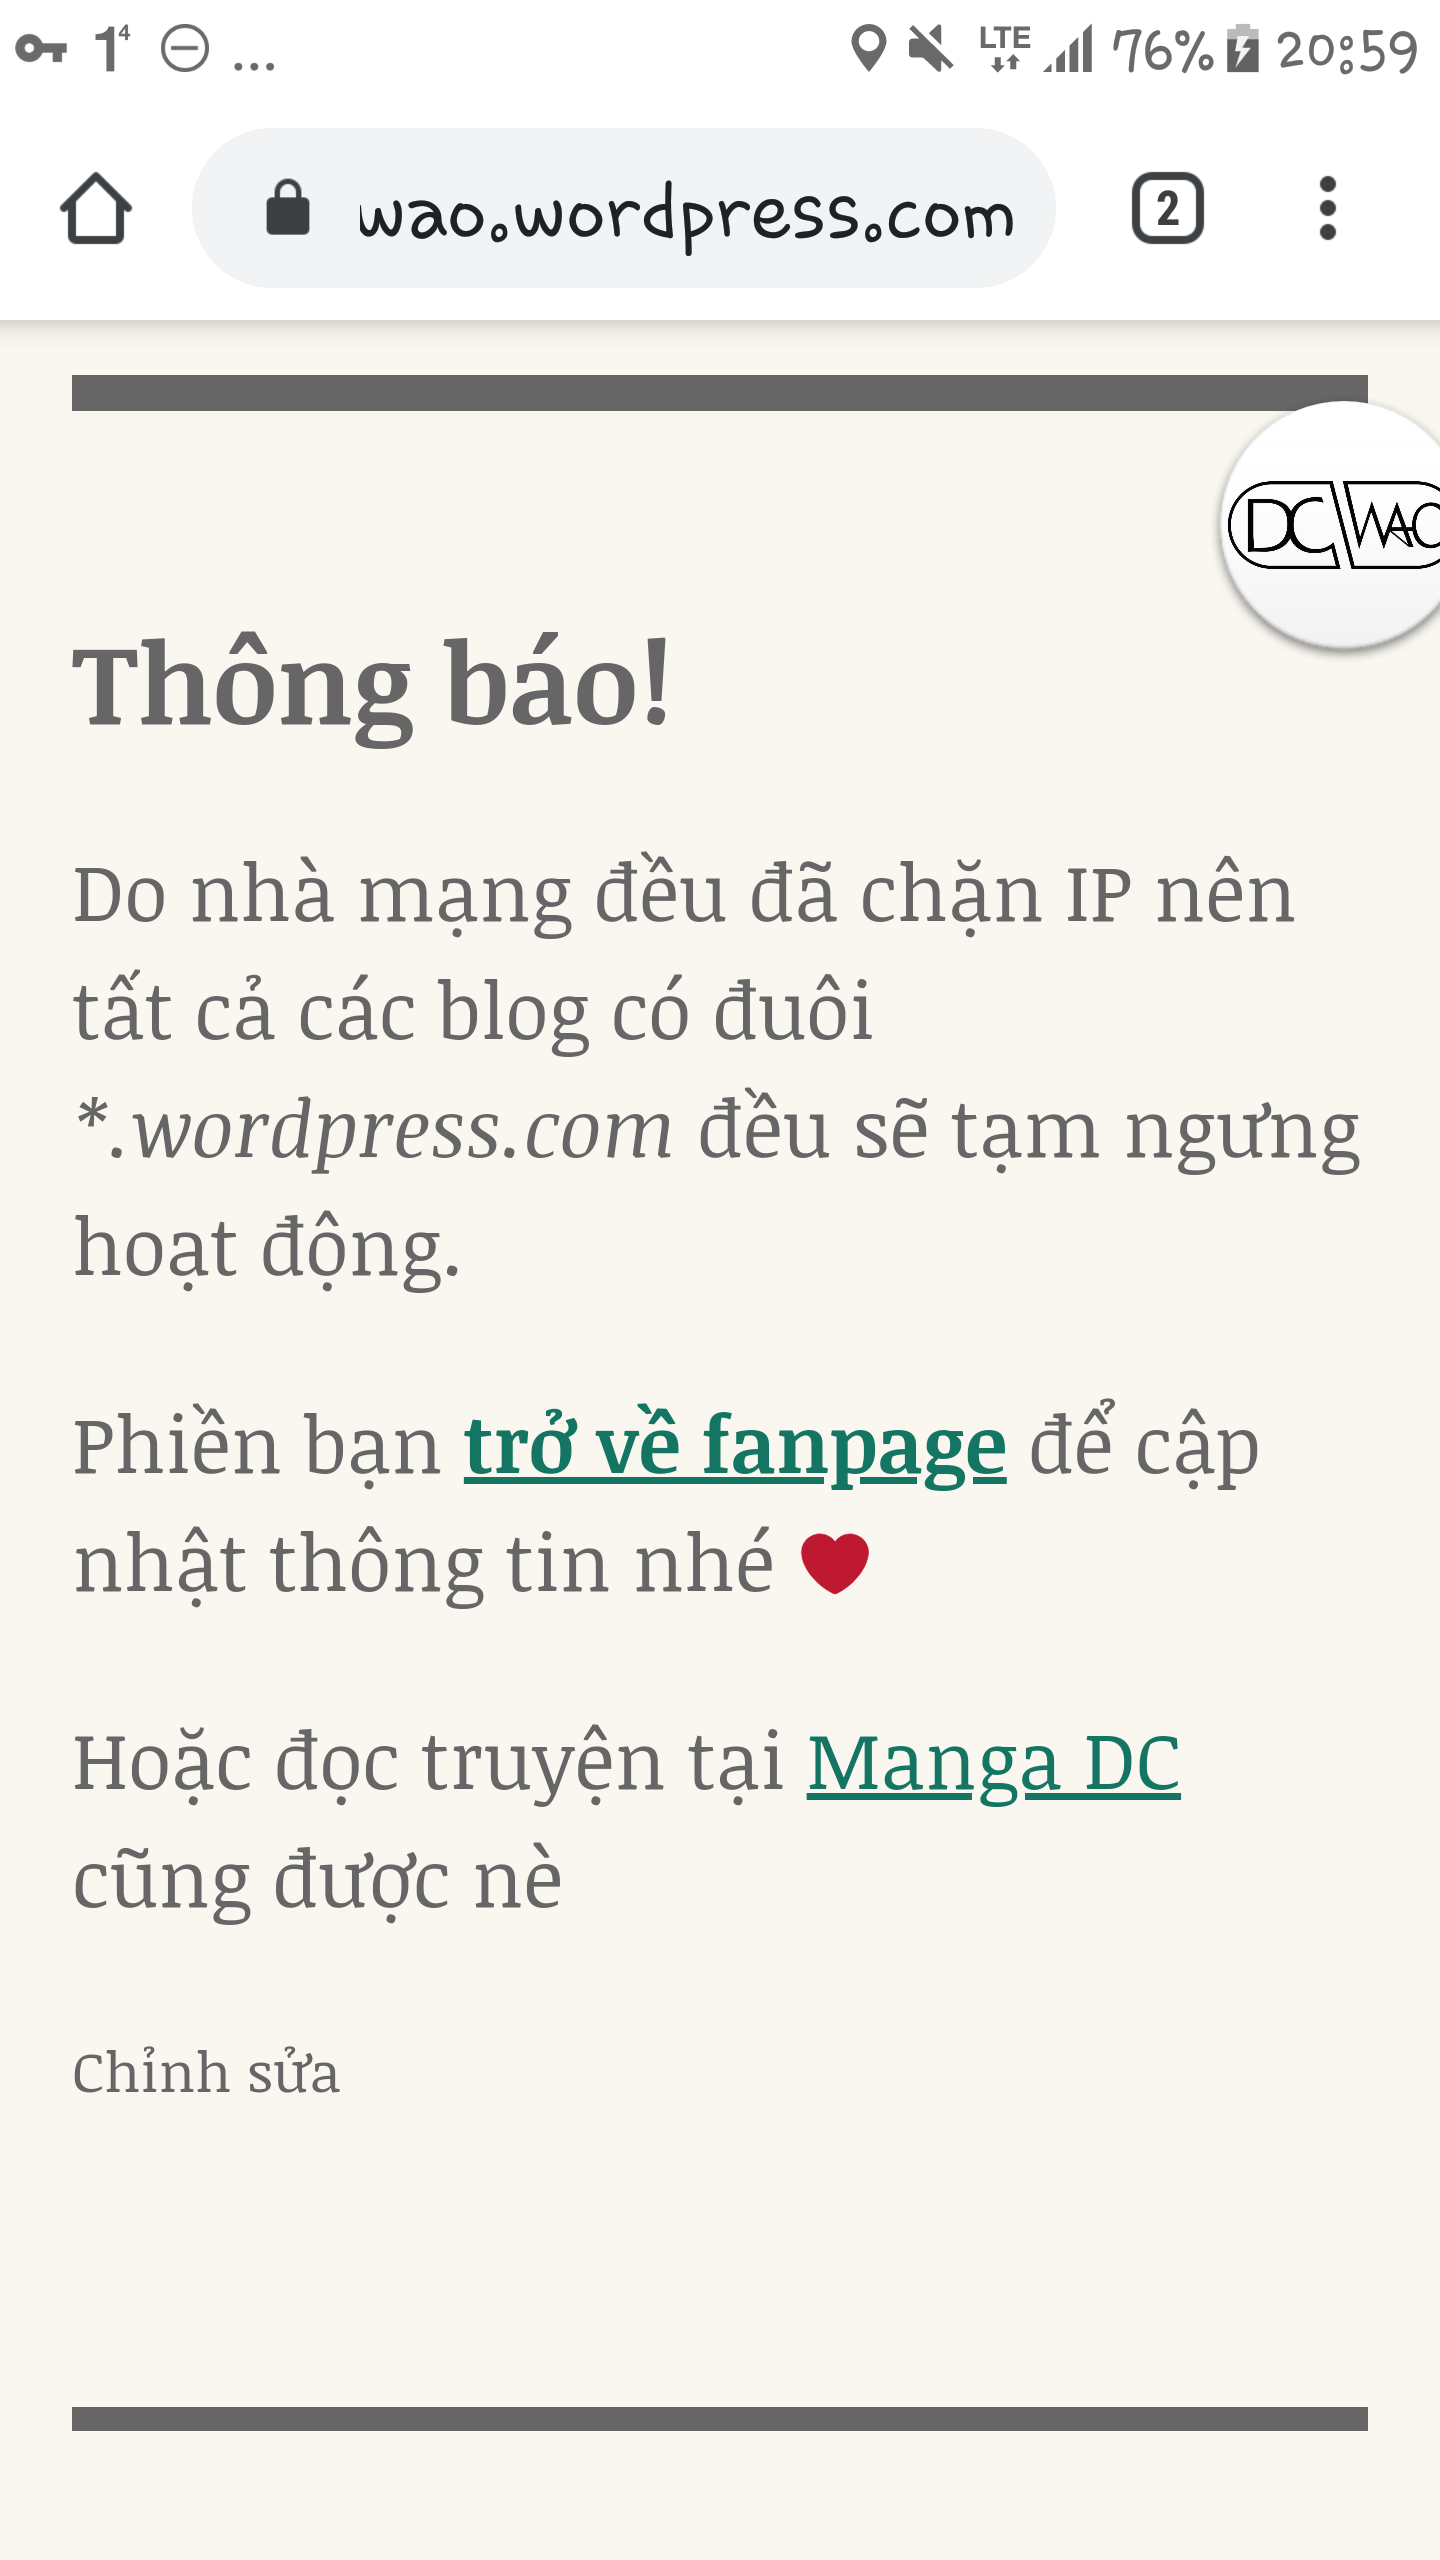 14 ... LTE 76% 20:59
wao.wordpress.com 2
DC WAO
Thông báo!
Do nhà mạng đều đã chặn IP nên
tất cả các blog có đuôi
*.wordpress.com đều sẽ tạm ngưng
hoạt động.
Phiền bạn trở về fanpage để cập
nhật thông tin nhé ❤
Hoặc đọc truyện tại Manga DC
cũng được nè
Chỉnh sửa